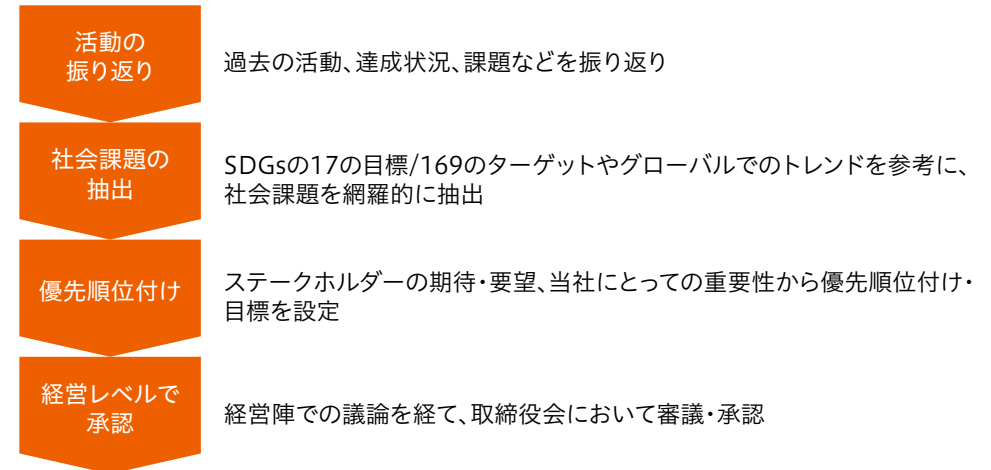 活動の
振り返り
過去の活動、達成状況、課題などを振り返り
社会課題の
抽出
SDGsの17の目標/169のターゲットやグローバルでのトレンドを参考に、
社会課題を網羅的に抽出
優先順位付け
ステークホルダーの期待・要望、当社にとっての重要性から優先順位付け・
目標を設定
経営レベルで
承認
経営陣での議論を経て、取締役会において審議・承認